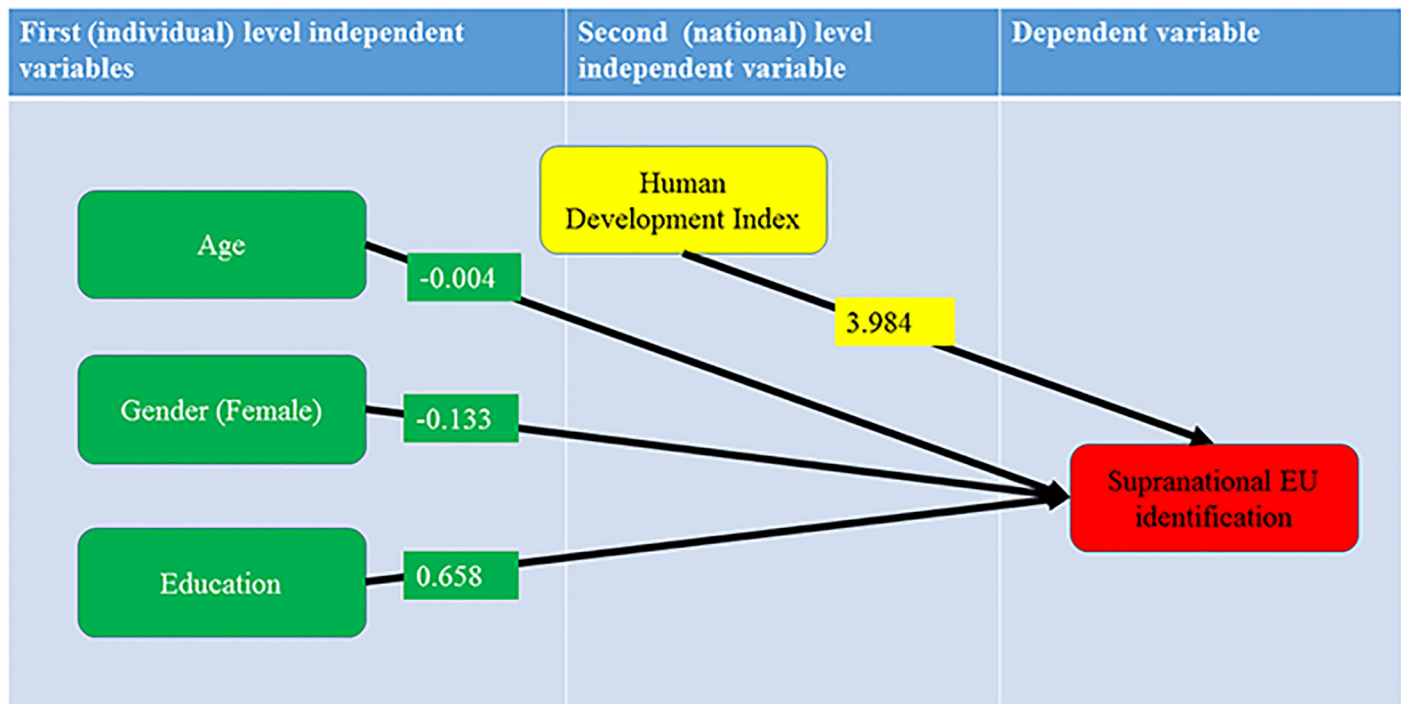 First (individual) level independent
variables
Second (national) level
independent variable
Dependent variable
Human
Development Index
Age
-0.004
3.984
Gender (Female)
-0.133
Supranational EU
identification
Education
0.658